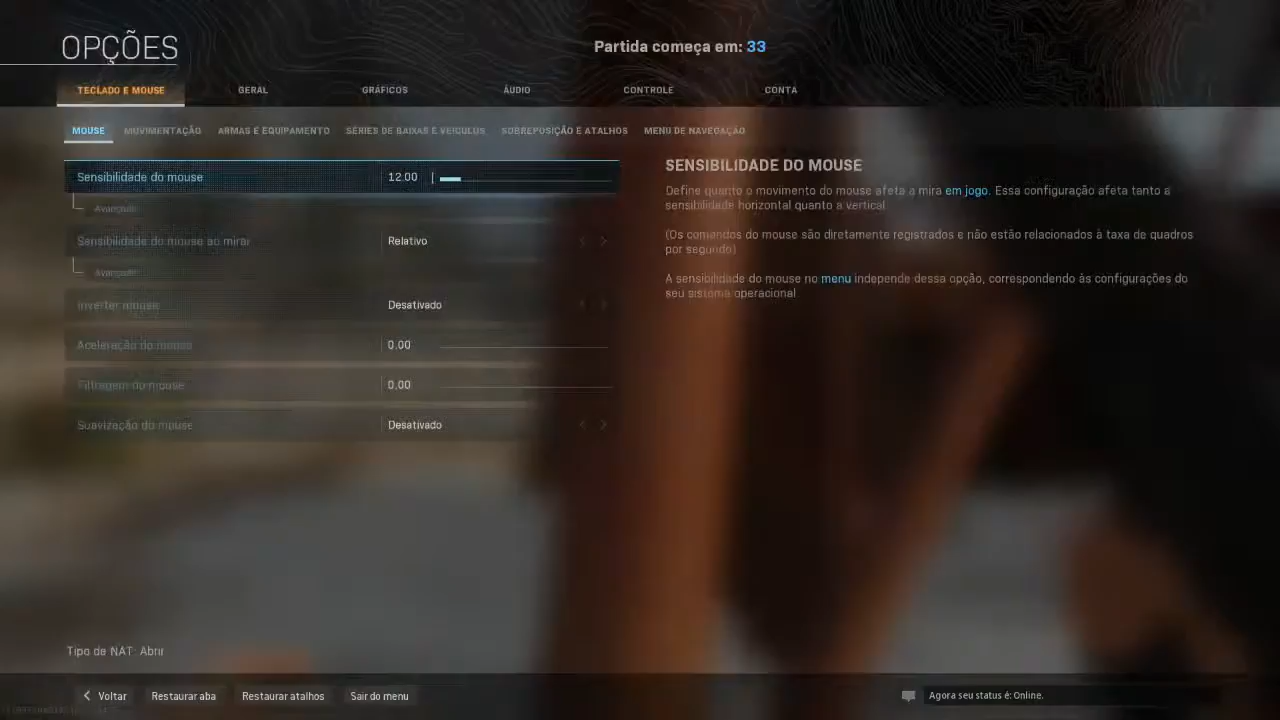 OPÇÕES
Partida começa em: 33
TECLADO E MOUSE
GERAL
GRÁFICOS
ÁUDIO
CONTROLE
CONTA
MOUSE
MOVIMENTAÇÃO
ARMAS E EQUIPAMENTO
SÉRIES DE BAIXAS E VEÍCULOS
SOBREPOSIÇÃO E ATALHOS
MENU DE NAVEGAÇÃO
Sensibilidade do mouse 12.00
Avançado
Sensibilidade do mouse ao mirar Relativo
Avançado
Inverter mouse Desativado
Aceleração do mouse 0.00
Filtragem do mouse 0.00
Suavização do mouse Desativado
SENSIBILIDADE DO MOUSE
Define quanto o movimento do mouse afeta a mira em jogo. Essa configuração afeta tanto a
sensibilidade horizontal quanto a vertical.
(Os comandos do mouse são diretamente registrados e não estão relacionados à taxa de quadros
por segundo)
A sensibilidade do mouse no menu independe dessa opção, correspondendo às configurações do
seu sistema operacional.
Tipo de NAT: Abrir
Voltar
Restaurar aba
Restaurar atalhos
Sair do menu
Agora seu status é: Online.